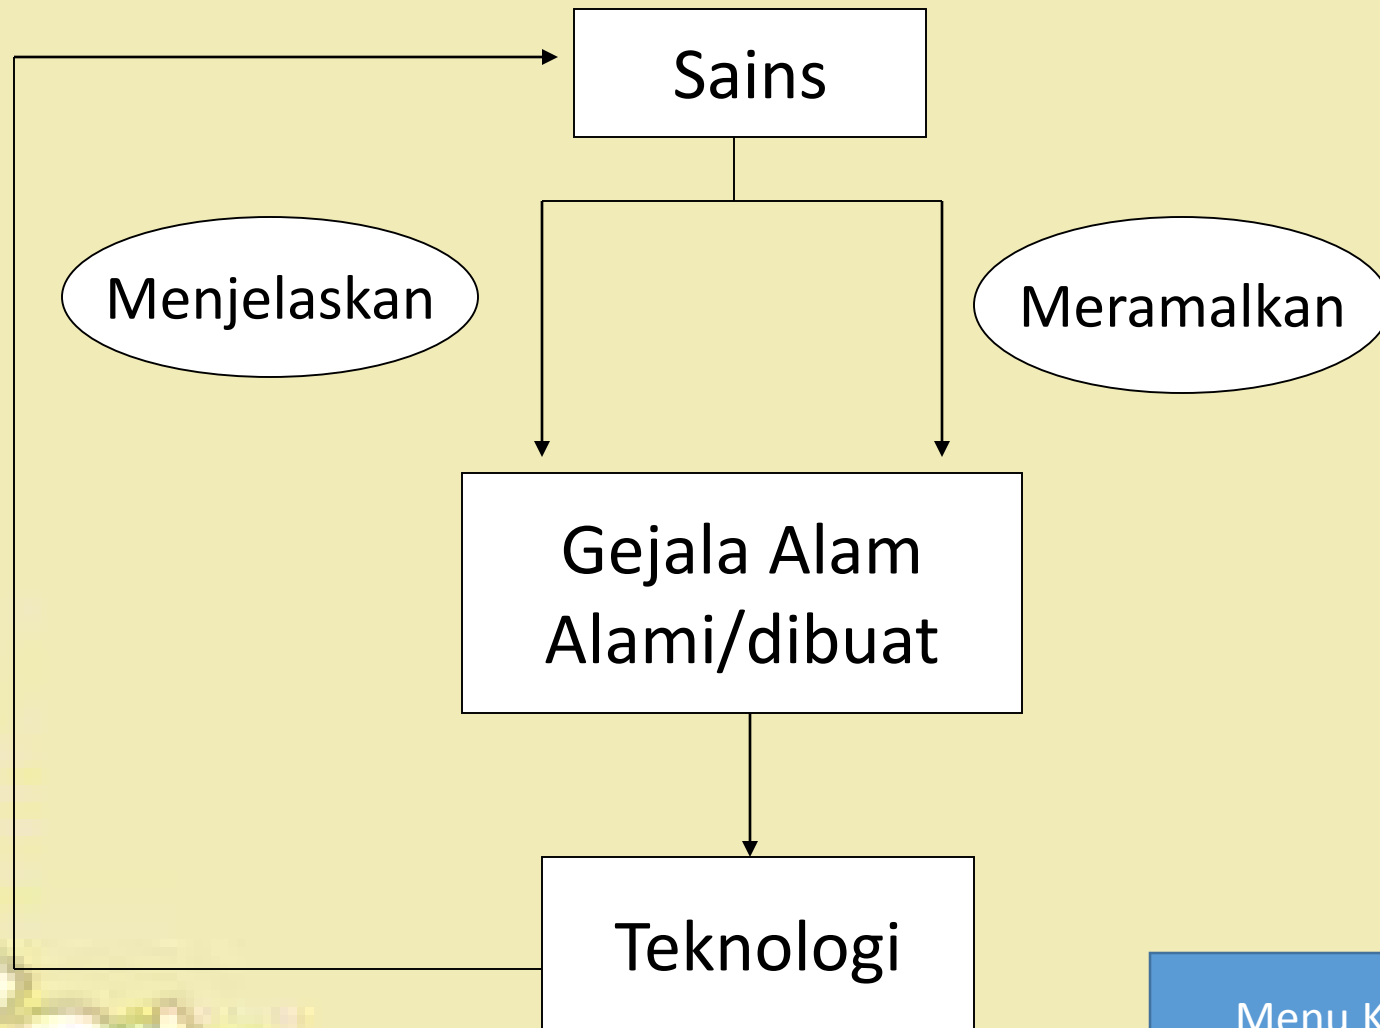 Sains
Menjelaskan
Meramalkan
Gejala Alam
Alami/dibuat
Teknologi
Menu